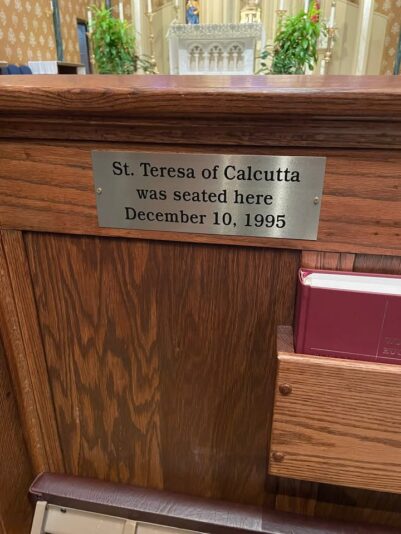 St. Teresa of Calcutta
was seated here
December 10, 1995